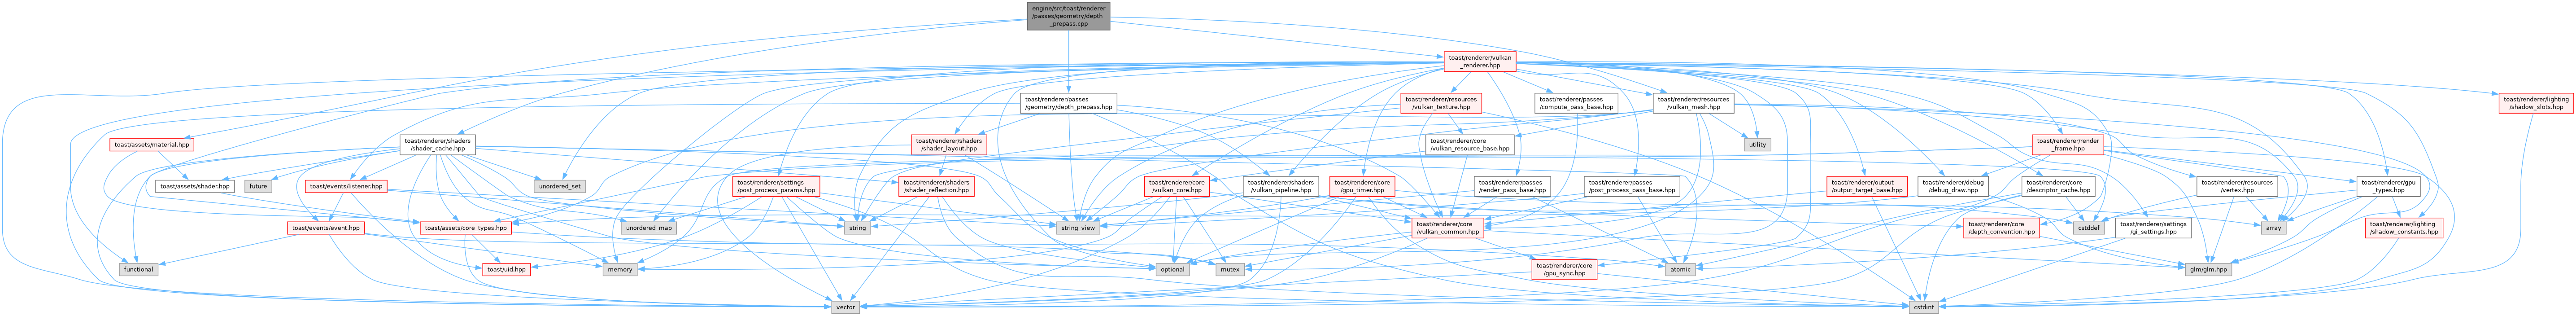 engine/src/toast/renderer
/passes/geometry/depth
_prepass.cpp
toast/renderer/vulkan
_renderer.hpp
toast/renderer/passes
/geometry/depth_prepass.hpp
toast/renderer/resources
/vulkan_texture.hpp
toast/renderer/passes
/compute_pass_base.hpp
toast/renderer/resources
/vulkan_mesh.hpp
toast/renderer/lighting
/shadow_slots.hpp
toast/assets/material.hpp
toast/renderer/shaders
/shader_cache.hpp
toast/renderer/shaders
/shader_layout.hpp
toast/renderer/core
/vulkan_resource_base.hpp
utility
toast/renderer/render
_frame.hpp
toast/assets/shader.hpp
future
toast/events/listener.hpp
unordered_set
toast/renderer/settings
/post_process_params.hpp
toast/renderer/shaders
/shader_reflection.hpp
toast/renderer/core
/vulkan_core.hpp
toast/renderer/shaders
/vulkan_pipeline.hpp
toast/renderer/core
/gpu_timer.hpp
toast/renderer/passes
/render_pass_base.hpp
toast/renderer/passes
/post_process_pass_base.hpp
toast/renderer/output
/output_target_base.hpp
toast/renderer/debug
/debug_draw.hpp
toast/renderer/core
/descriptor_cache.hpp
toast/renderer/resources
/vertex.hpp
toast/renderer/gpu
_types.hpp
toast/events/event.hpp
toast/assets/core_types.hpp
unordered_map
string
string_view
toast/renderer/core
/vulkan_common.hpp
toast/renderer/core
/depth_convention.hpp
cstddef
toast/renderer/settings
/gi_settings.hpp
array
toast/renderer/lighting
/shadow_constants.hpp
functional
toast/uid.hpp
memory
optional
mutex
toast/renderer/core
/gpu_sync.hpp
atomic
glm/glm.hpp
vector
cstdint